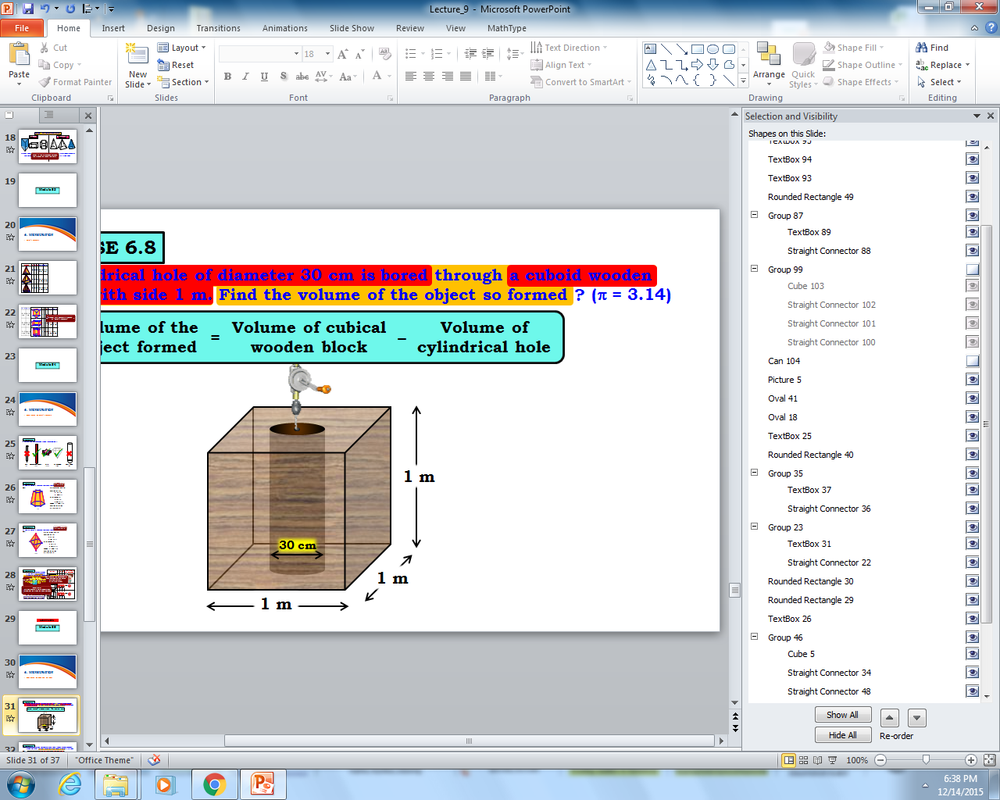 Lecture_9 - Microsoft PowerPoint
File Home Insert Design Transitions Animations Slide Show Review View MathType
Paste
Cut
Copy
Format Painter
Clipboard
New Slide
Layout
Reset
Section
Slides
18
B I U S abc AV Aa A
Font
Text Direction
Align Text
Convert to SmartArt
Paragraph
Arrange
Quick Styles
Shape Fill
Shape Outline
Shape Effects
Drawing
Find
Replace
Select
Editing
18
19
20
21
22
23
24
25
26
27
28
29
30
31
32
SE 6.8
drical hole of diameter 30 cm is bored through a cuboid wooden
ith side 1 m. Find the volume of the object so formed ? (π = 3.14)
lume of the
ject formed
=
Volume of cubical
wooden block
–
Volume of
cylindrical hole
1 m
30 cm
1 m
1 m
Selection and Visibility
Shapes on this Slide:
TextBox 95
TextBox 94
TextBox 93
Rounded Rectangle 49
Group 87
TextBox 89
Straight Connector 88
Group 99
Cube 103
Straight Connector 102
Straight Connector 101
Straight Connector 100
Can 104
Picture 5
Oval 41
Oval 18
TextBox 25
Rounded Rectangle 40
Group 35
TextBox 37
Straight Connector 36
Group 23
TextBox 31
Straight Connector 22
Rounded Rectangle 30
Rounded Rectangle 29
TextBox 26
Group 46
Cube 5
Straight Connector 34
Straight Connector 48
Show All
Hide All
Re-order
Slide 31 of 37
"Office Theme"
100%
6:38 PM
12/14/2015